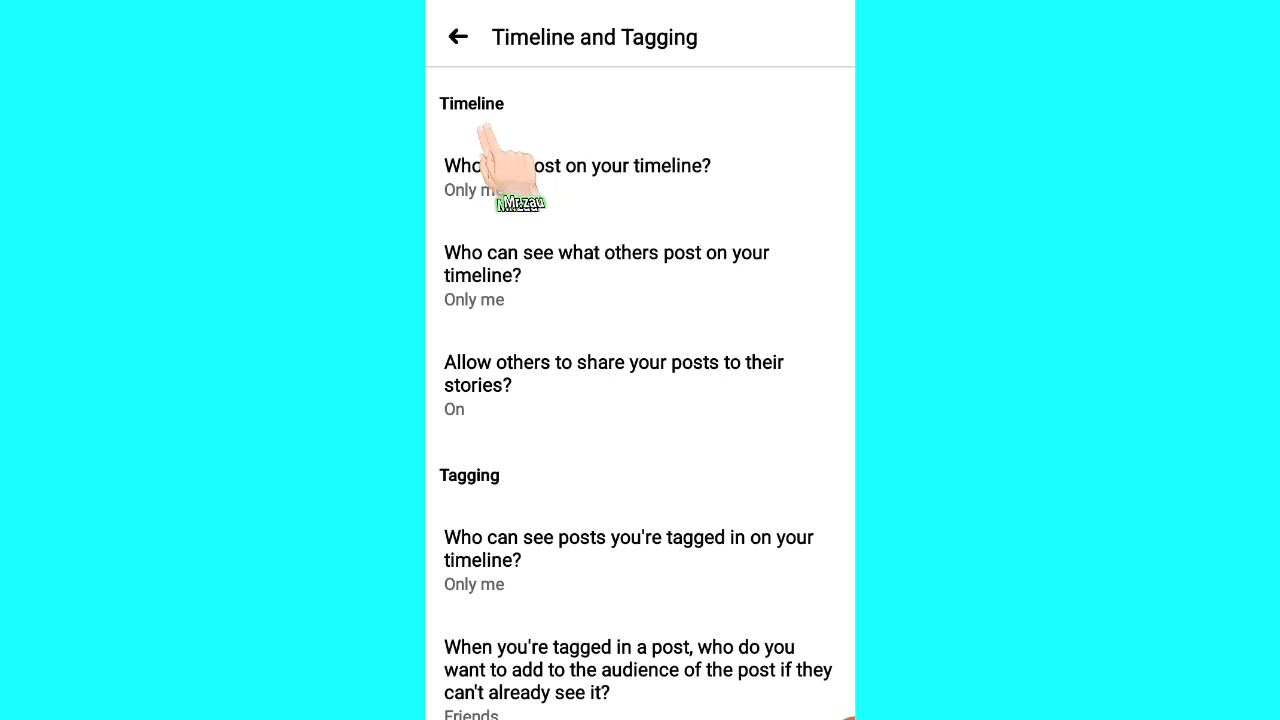 Timeline and Tagging
Timeline
Who ost on your timeline?
Only me
Mr.zau
Who can see what others post on your
timeline?
Only me
Allow others to share your posts to their
stories?
On
Tagging
Who can see posts you're tagged in on your
timeline?
Only me
When you're tagged in a post, who do you
want to add to the audience of the post if they
can't already see it?
Friends